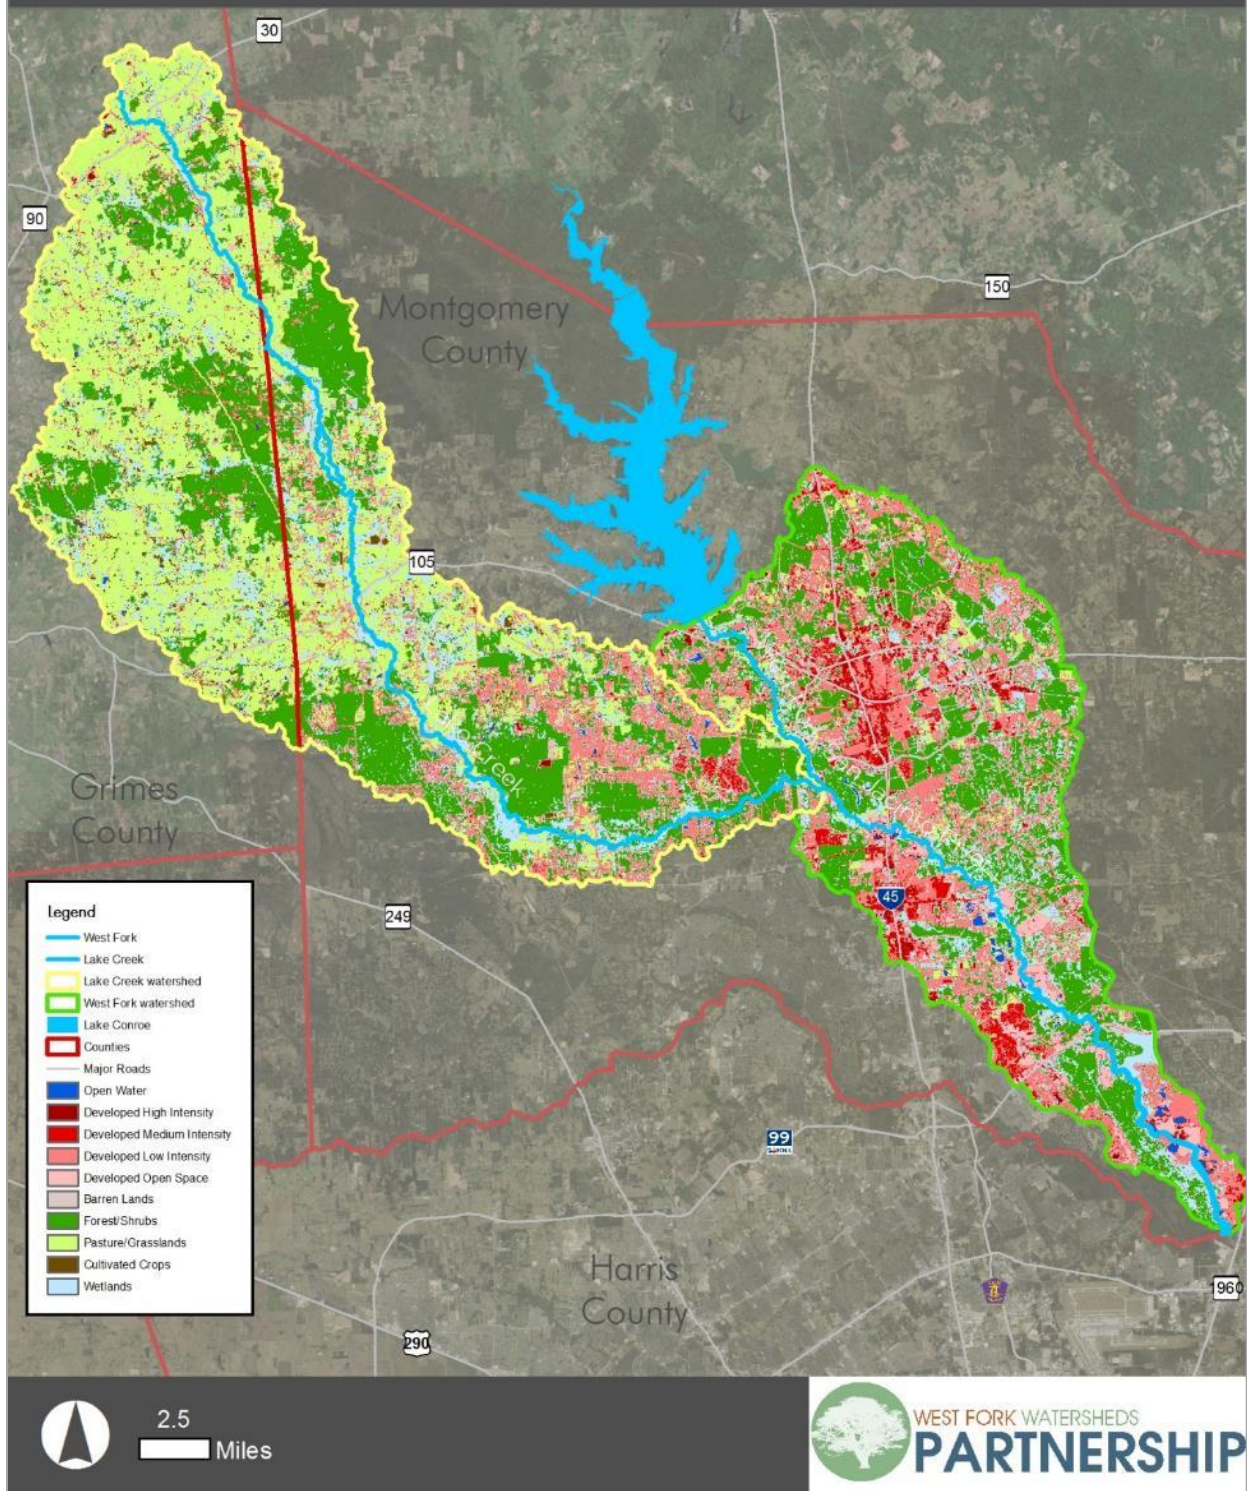 30
90
150
Montgomery
County
105
Creek
Grimes
County
45
249
Legend
West Fork
Lake Creek
Lake Creek watershed
West Fork watershed
Lake Conroe
Counties
Major Roads
Open Water
Developed High Intensity
Developed Medium Intensity
Developed Low Intensity
Developed Open Space
Barren Lands
Forest/Shrubs
Pasture/Grasslands
Cultivated Crops
Wetlands
99
Harris
County
1960
290
2.5
Miles
WEST FORK WATERSHEDS
PARTNERSHIP